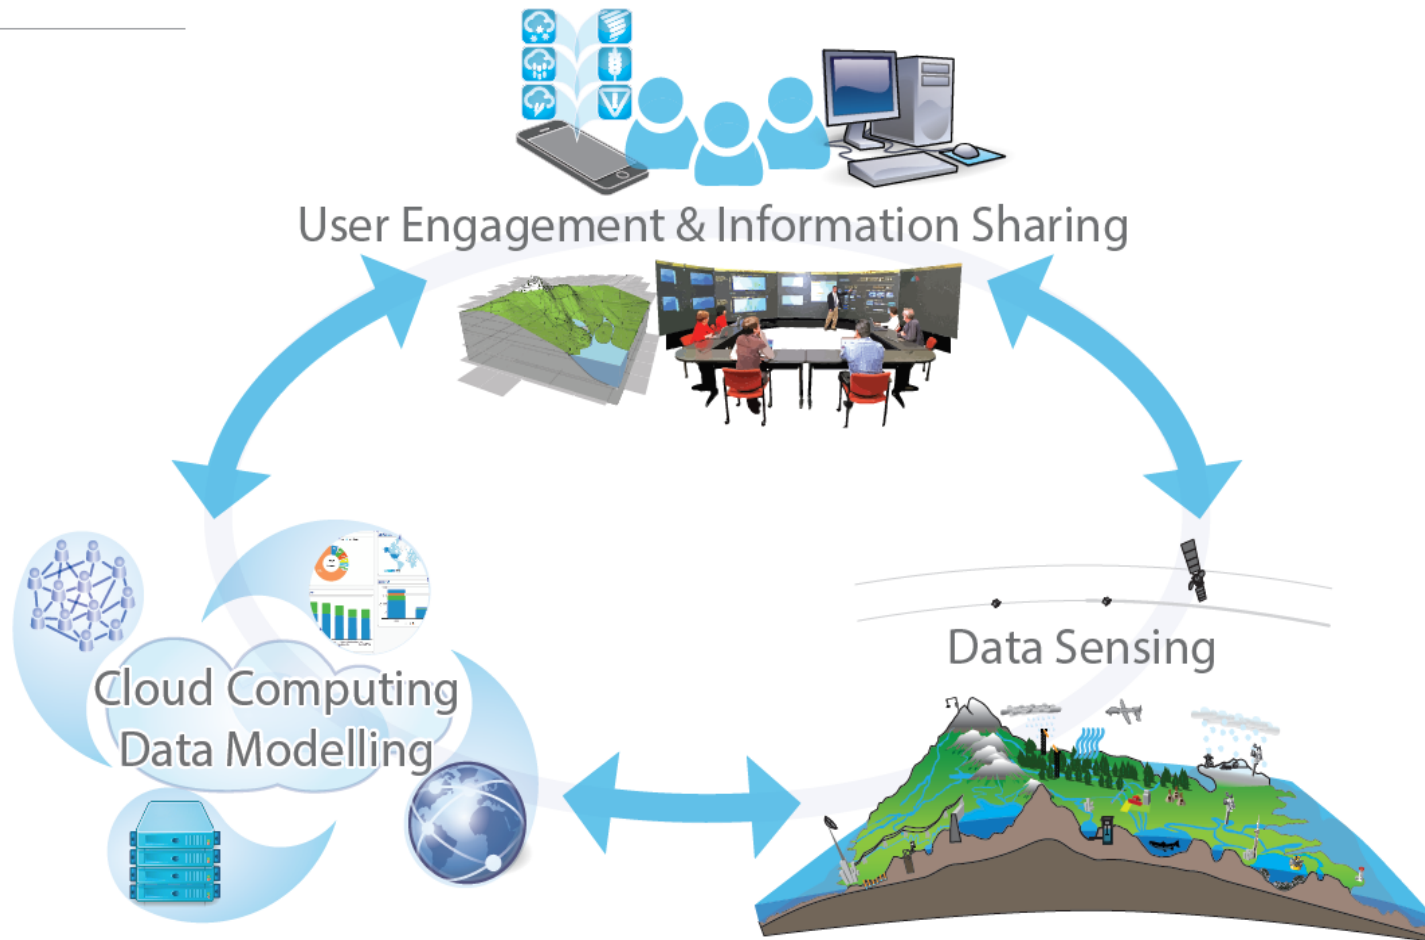 User Engagement & Information Sharing
Data Sensing
Cloud Computing
Data Modelling